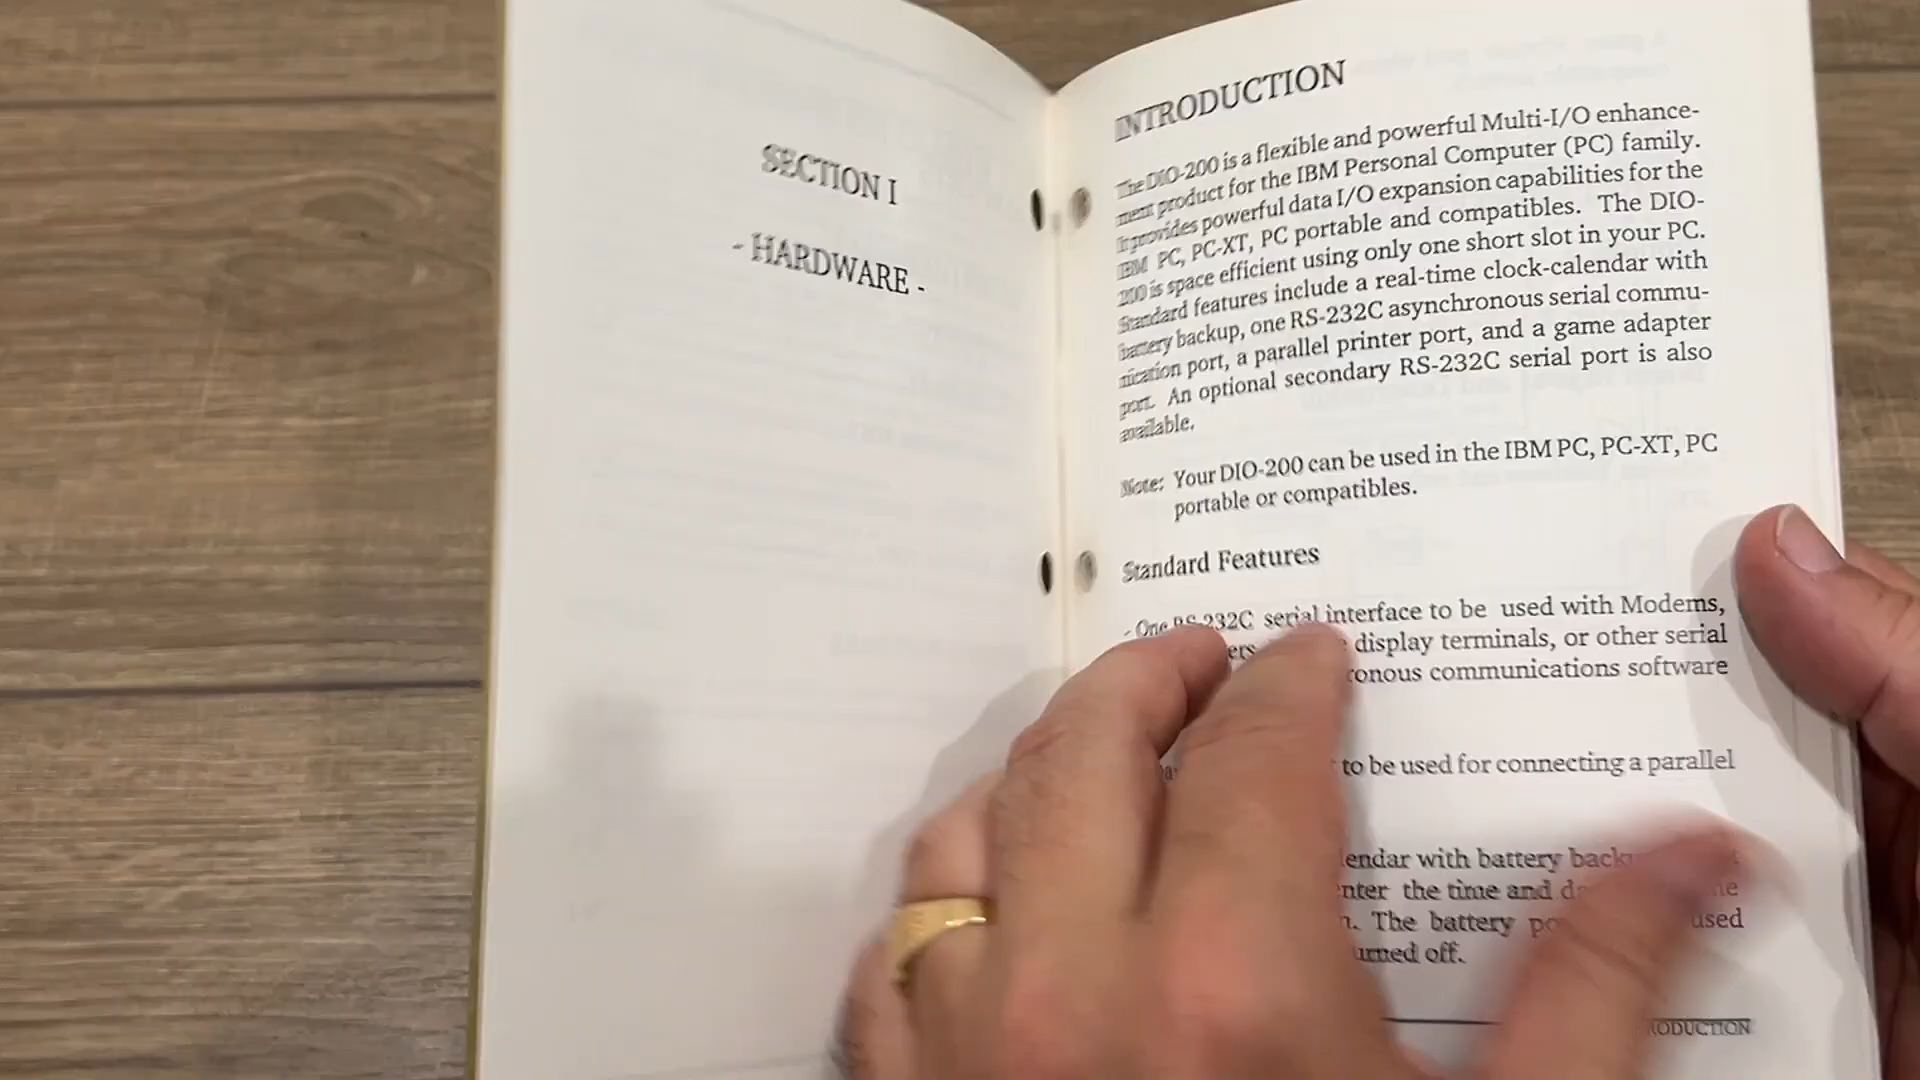 SECTION I
- HARDWARE -
INTRODUCTION
The DIO-200 is a flexible and powerful Multi-I/O enhance-
ment product for the IBM Personal Computer (PC) family.
It provides powerful data I/O expansion capabilities for the
IBM PC, PC-XT, PC portable and compatibles. The DIO-
200 is space efficient using only one short slot in your PC.
Standard features include a real-time clock-calendar with
battery backup, one RS-232C asynchronous serial commu-
nication port, a parallel printer port, and a game adapter
port. An optional secondary RS-232C serial port is also
available.
Note: Your DIO-200 can be used in the IBM PC, PC-XT, PC
portable or compatibles.
Standard Features
- One RS-232C serial interface to be used with Modems,
display terminals, or other serial
communications software
to be used for connecting a parallel
with battery
the time and
The battery used
off.